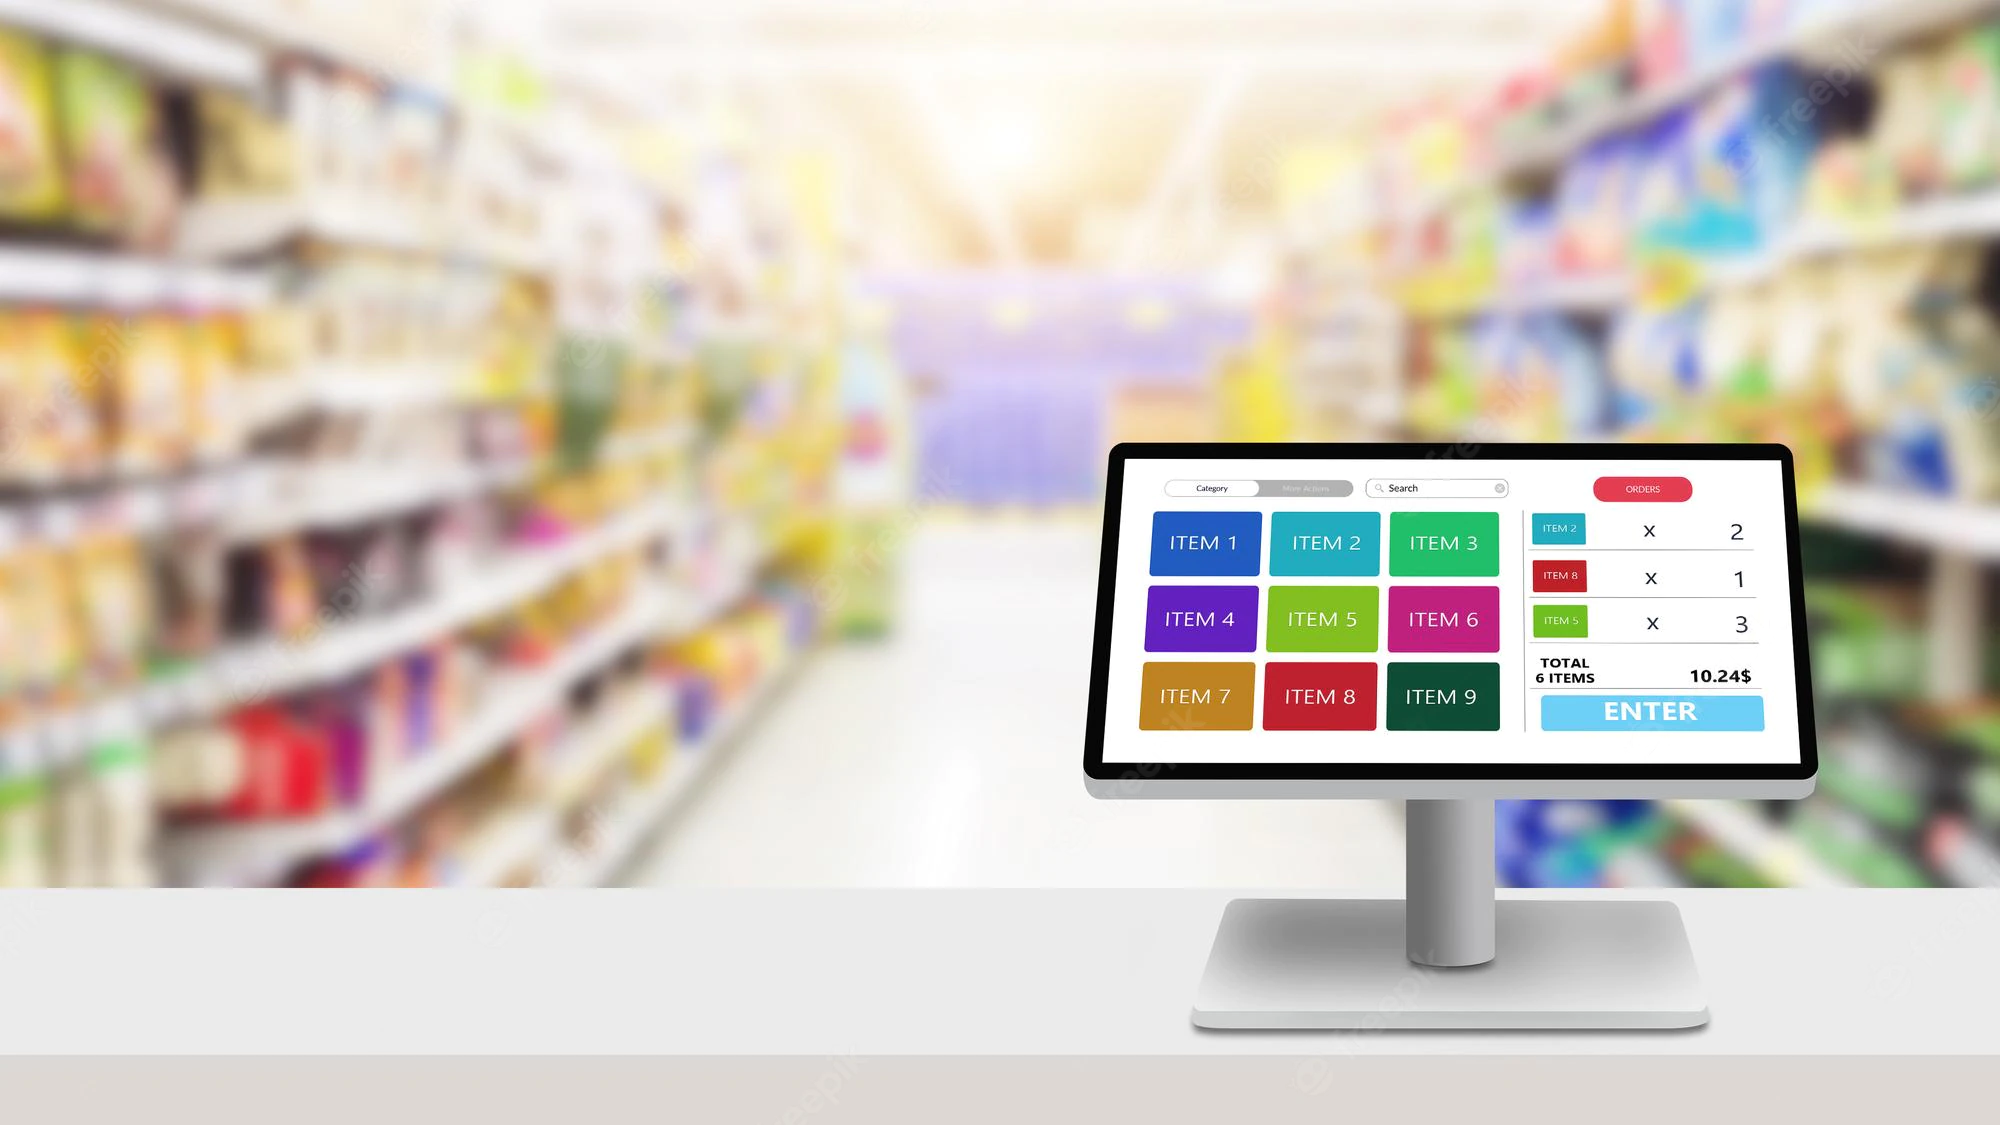 Category
More Actions
Search
ORDERS
ITEM 1
ITEM 2
ITEM 3
ITEM 4
ITEM 5
ITEM 6
ITEM 7
ITEM 8
ITEM 9
ITEM 2 x 2
ITEM 8 x 1
ITEM 5 x 3
TOTAL
6 ITEMS 10.24$
ENTER
freepik